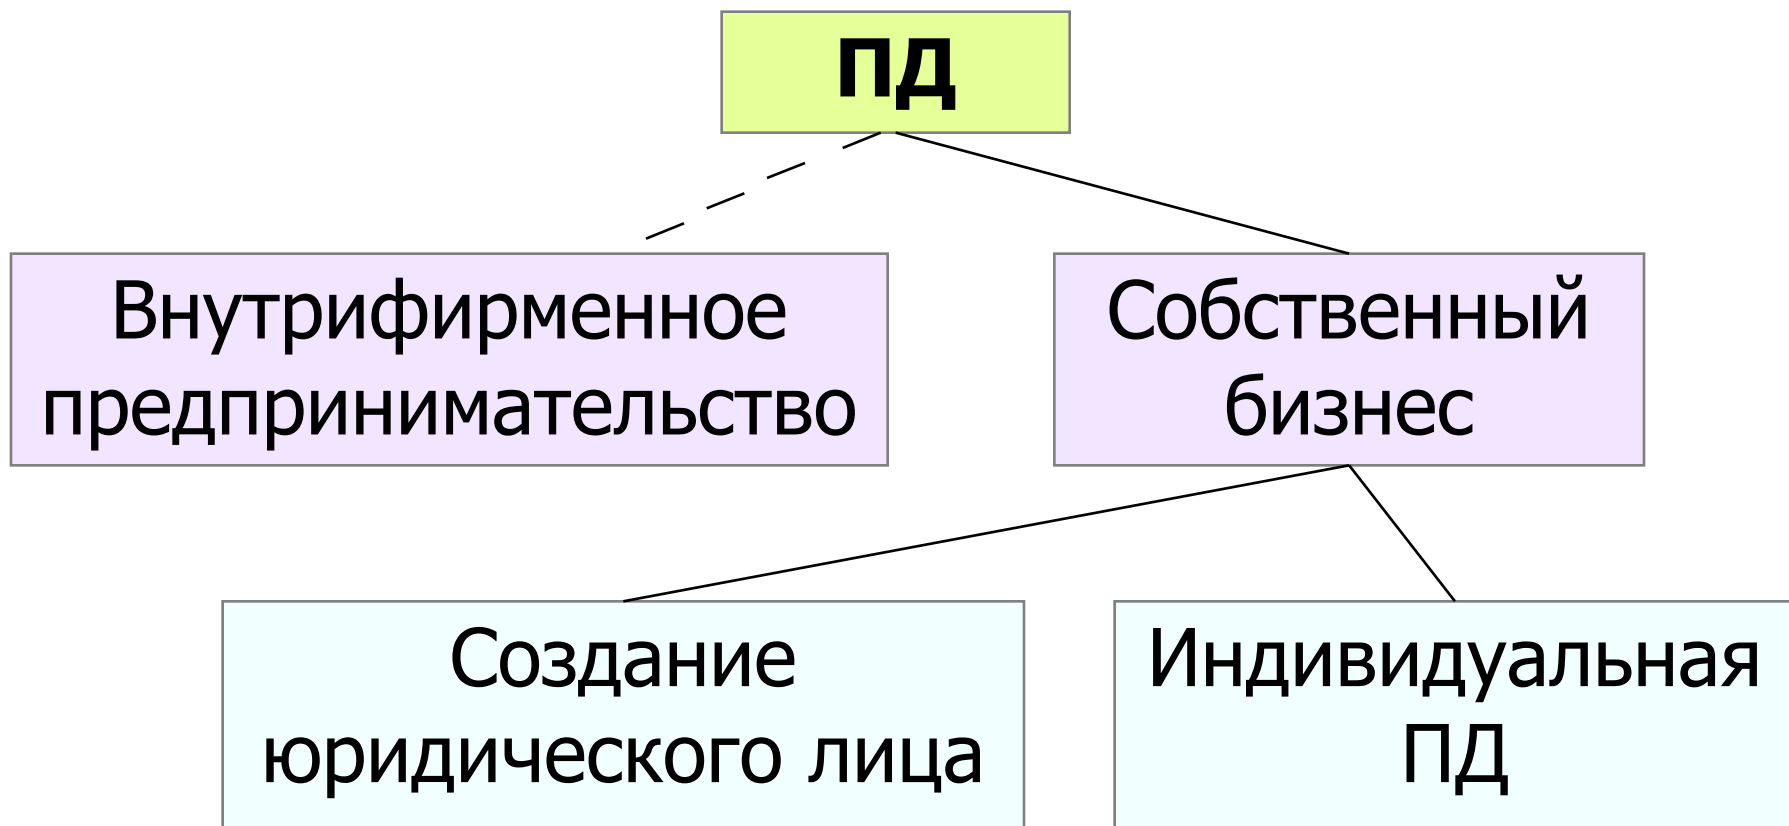 ПД
Внутрифирменное
предпринимательство
Собственный
бизнес
Создание
юридического лица
Индивидуальная
ПД